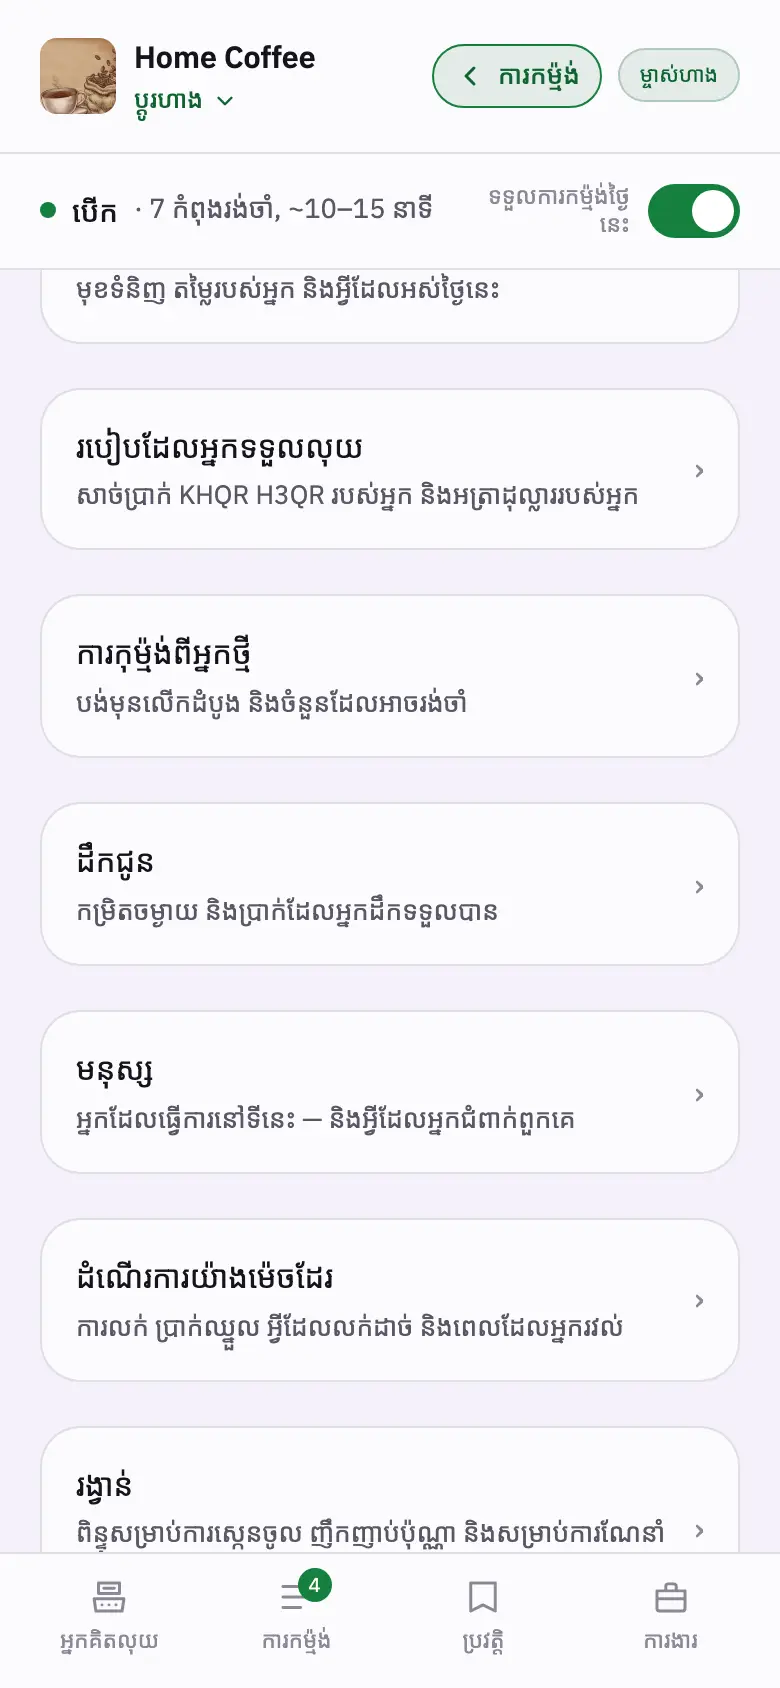 Home Coffee
ប្ដូរហាង
ការកម្ម៉ង់
ម្ចាស់ហាង
បើក · 7 កំពុងរង់ចាំ, ~10–15 នាទី
ទទួលការកម្ម៉ង់ថ្ងៃ
នេះ
មុខទំនិញ តម្លៃរបស់អ្នក និងអ្វីដែលអស់ថ្ងៃនេះ
របៀបដែលអ្នកទទួលលុយ
សាច់ប្រាក់ KHQR H3QR របស់អ្នក និងអត្រាដុល្លាររបស់អ្នក
ការកុម្ម៉ង់ពីអ្នកថ្មី
បង់មុនលើកដំបូង និងចំនួនដែលអាចរង់ចាំ
ដឹកជូន
កម្រិតចម្ងាយ និងប្រាក់ដែលអ្នកដឹកទទួលបាន
មនុស្ស
អ្នកដែលធ្វើការនៅទីនេះ — និងអ្វីដែលអ្នកជំពាក់ពួកគេ
ដំណើរការយ៉ាងម៉េចដែរ
ការលក់ ប្រាក់ឈ្នួល អ្វីដែលលក់ដាច់ និងពេលដែលអ្នករវល់
រង្វាន់
ពិន្ទុសម្រាប់ការស្កេនចូល ញឹកញាប់ប៉ុណ្ណា និងសម្រាប់ការណែនាំ
4
អ្នកគិតលុយ
ការកម្ម៉ង់
ប្រវត្តិ
ការងារ